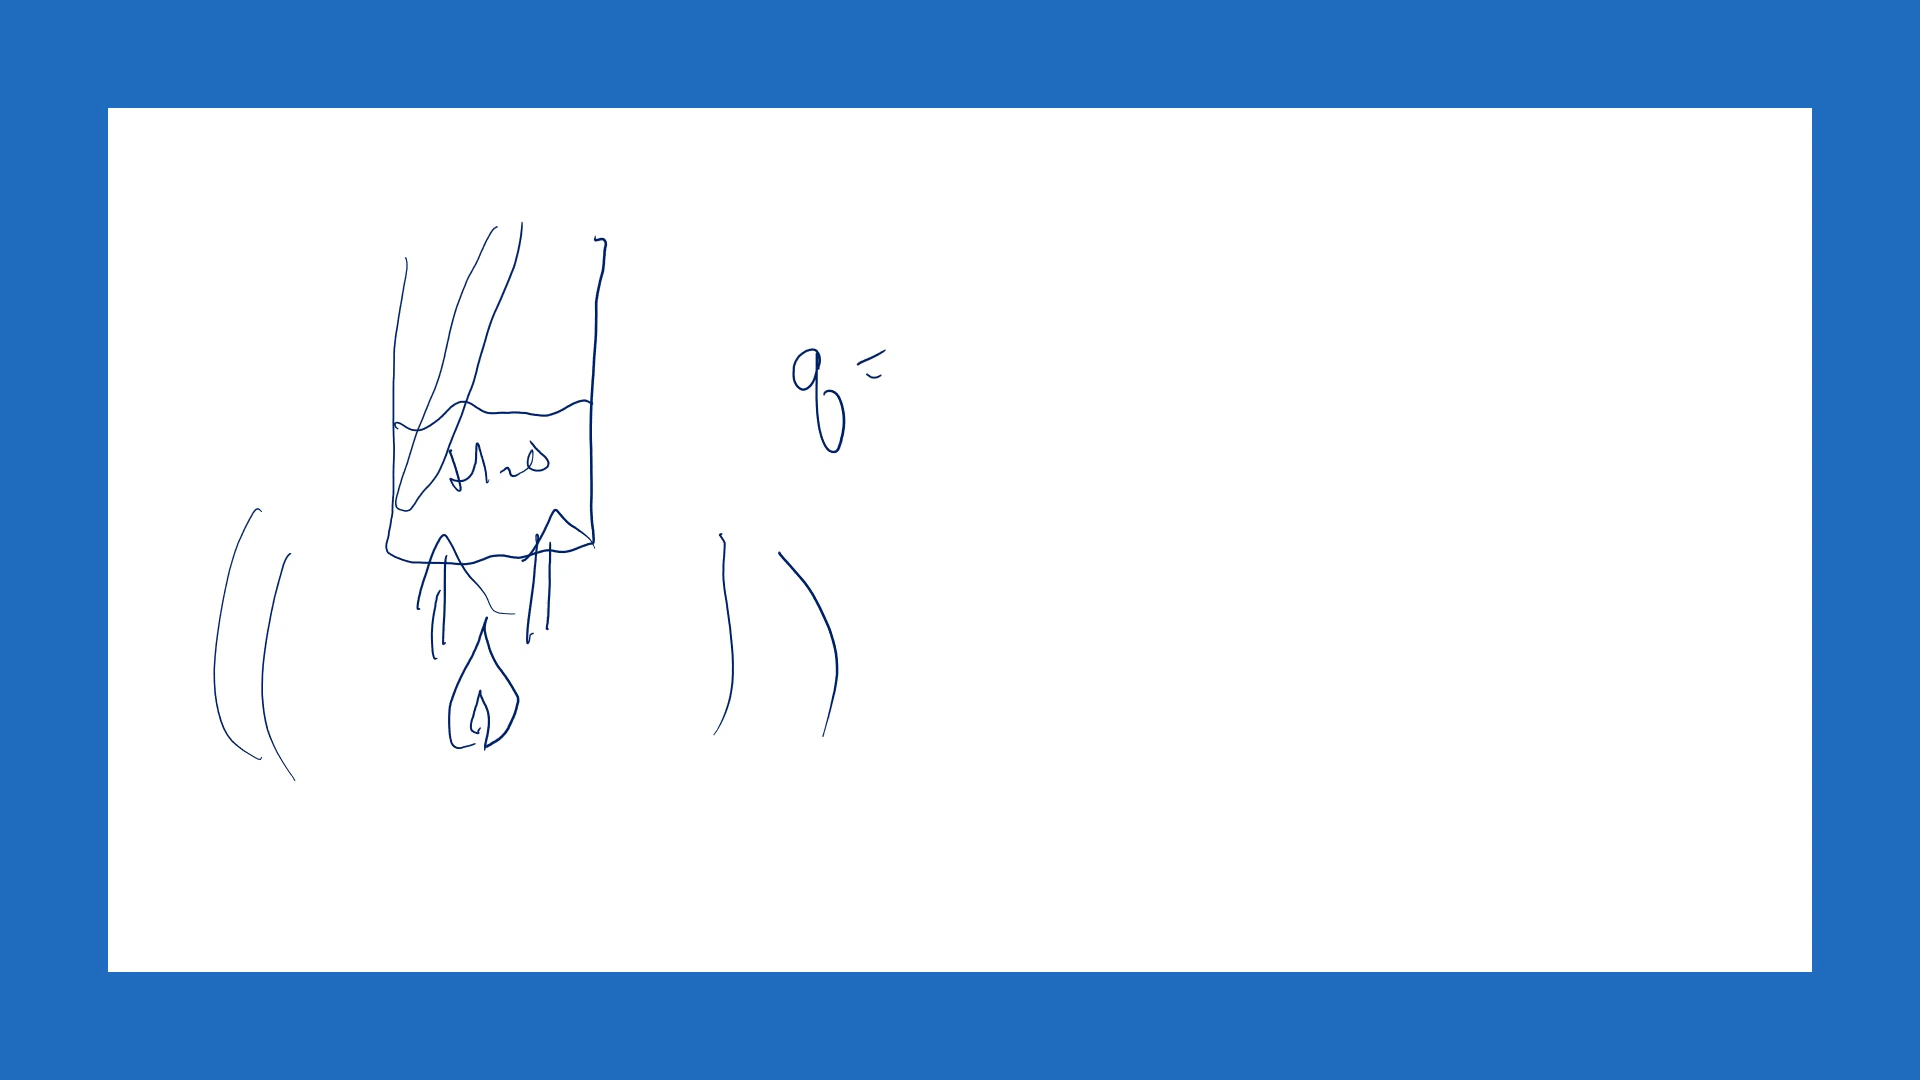 H₂O
q =